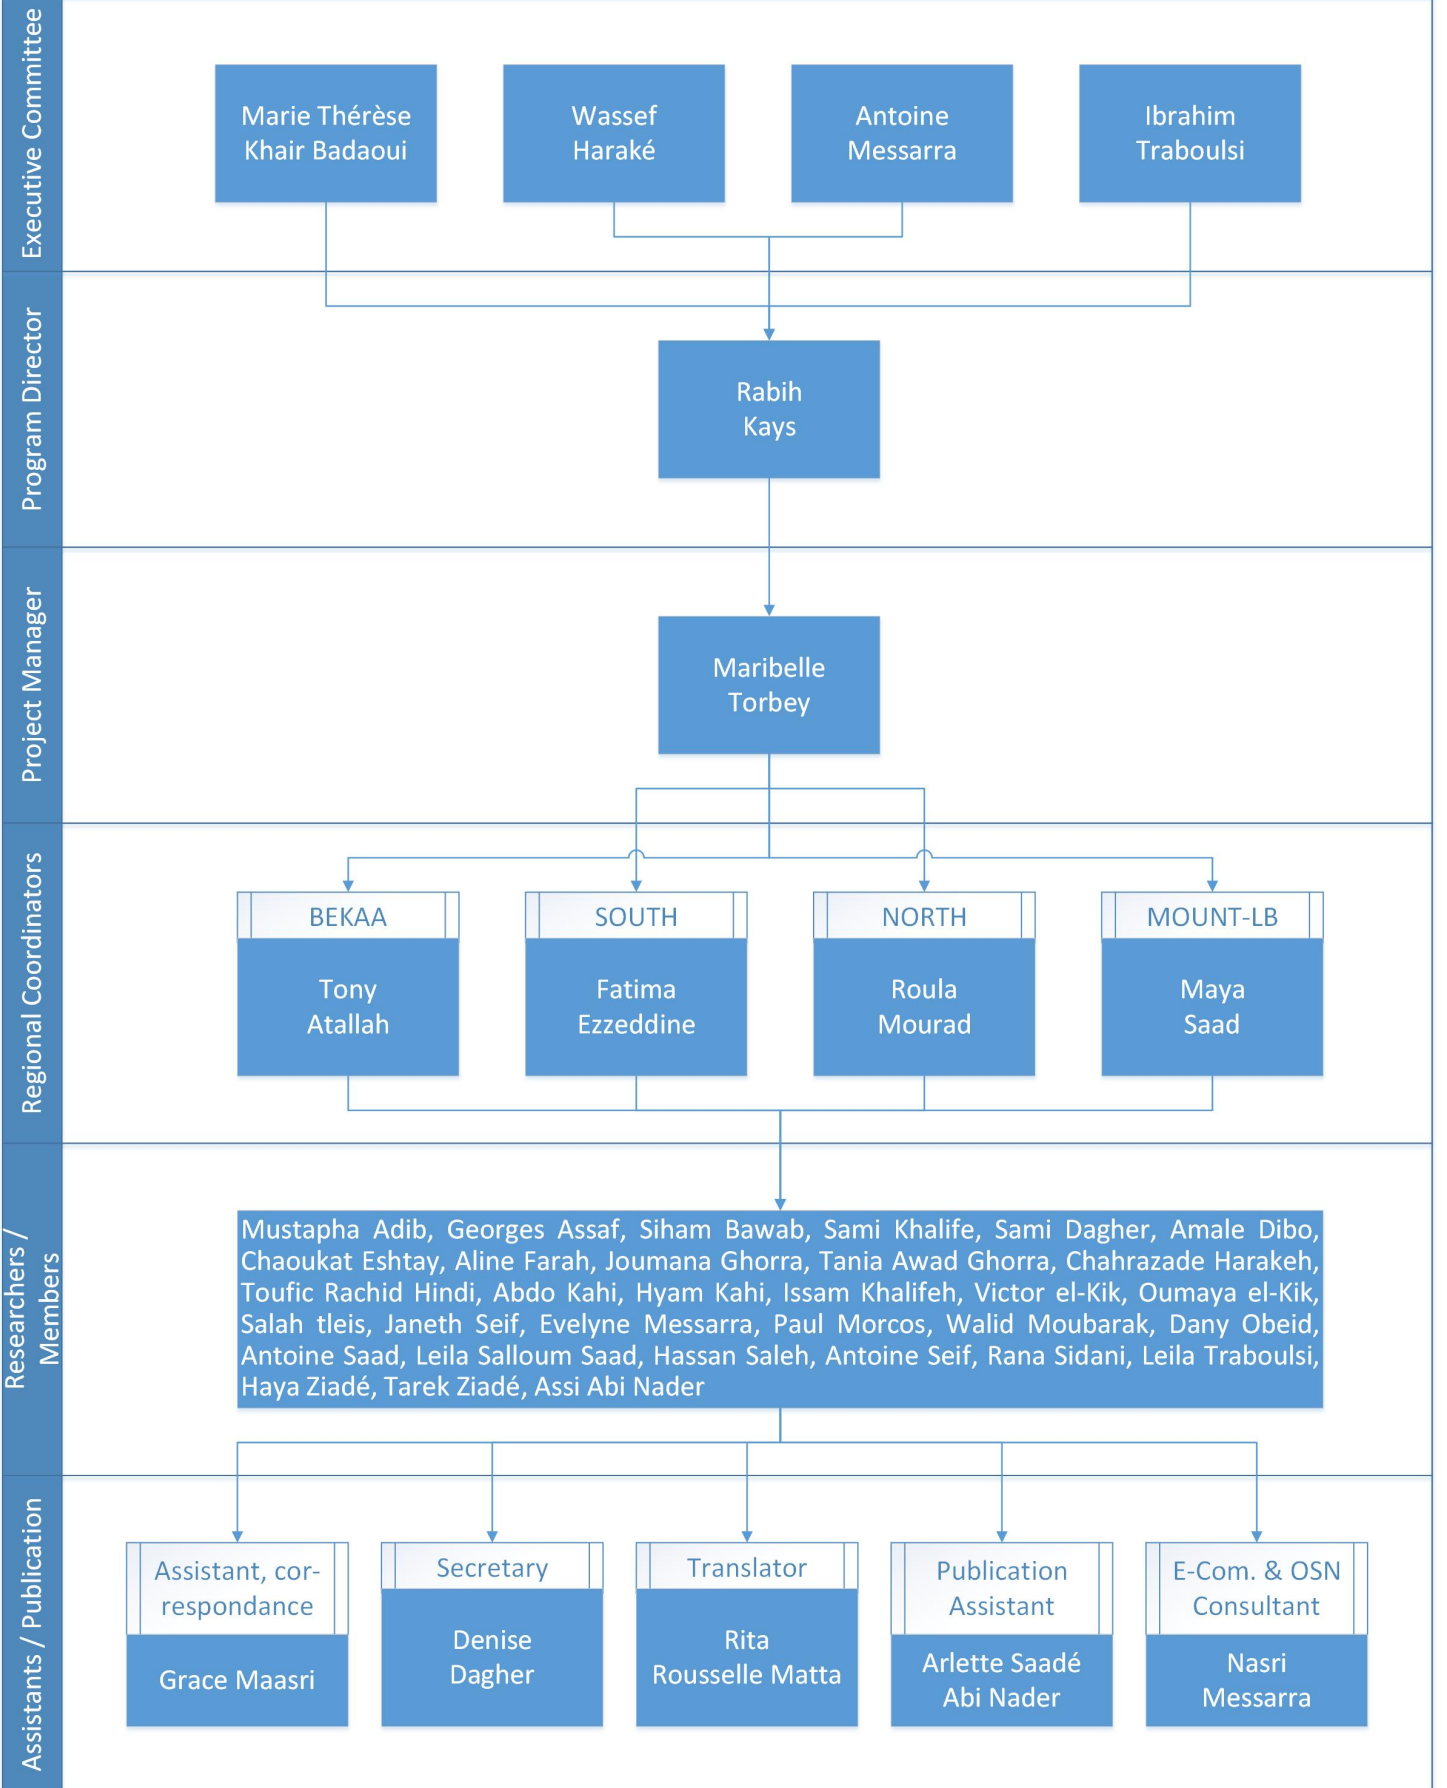 Executive Committee
Marie Thérèse
Khair Badaoui
Wassef
Haraké
Antoine
Messarra
Ibrahim
Traboulsi
Program Director
Rabih
Kays
Project Manager
Maribelle
Torbey
Regional Coordinators
BEKAA
Tony
Atallah
SOUTH
Fatima
Ezzeddine
NORTH
Roula
Mourad
MOUNT-LB
Maya
Saad
Researchers /
Members
Mustapha Adib, Georges Assaf, Siham Bawab, Sami Khalife, Sami Dagher, Amale Dibo,
Chaoukat Eshtay, Aline Farah, Joumana Ghorra, Tania Awad Ghorra, Chahrazade Harakeh,
Toufic Rachid Hindi, Abdo Kahi, Hyam Kahi, Issam Khalifeh, Victor el-Kik, Oumaya el-Kik,
Salah tleis, Janeth Seif, Evelyne Messarra, Paul Morcos, Walid Moubarak, Dany Obeid,
Antoine Saad, Leila Salloum Saad, Hassan Saleh, Antoine Seif, Rana Sidani, Leila Traboulsi,
Haya Ziadé, Tarek Ziadé, Assi Abi Nader
Assistants / Publication
Assistant, cor-
respondance
Grace Maasri
Secretary
Denise
Dagher
Translator
Rita
Rousselle Matta
Publication
Assistant
Arlette Saadé
Abi Nader
E-Com. & OSN
Consultant
Nasri
Messarra